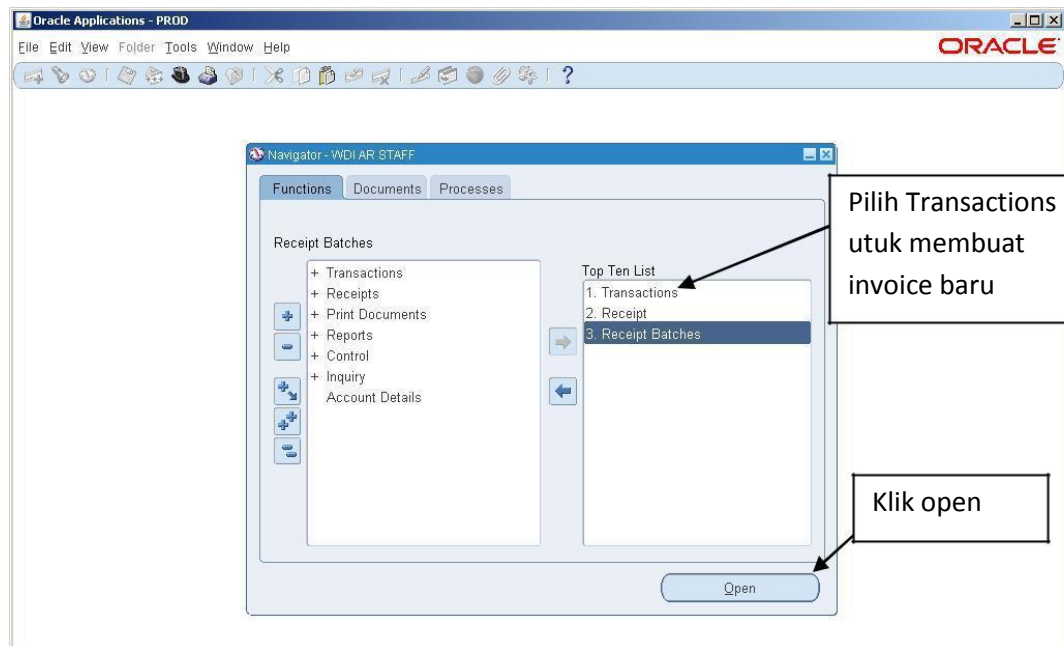 Oracle Applications - PROD
File Edit View Folder Tools Window Help
ORACLE
?
Navigator - WDI AR STAFF
Functions Documents Processes
Receipt Batches
+ Transactions
+ Receipts
+ Print Documents
+ Reports
+ Control
+ Inquiry
Account Details
Top Ten List
1. Transactions
2. Receipt
3. Receipt Batches
Pilih Transactions
utuk membuat
invoice baru
Klik open
Open